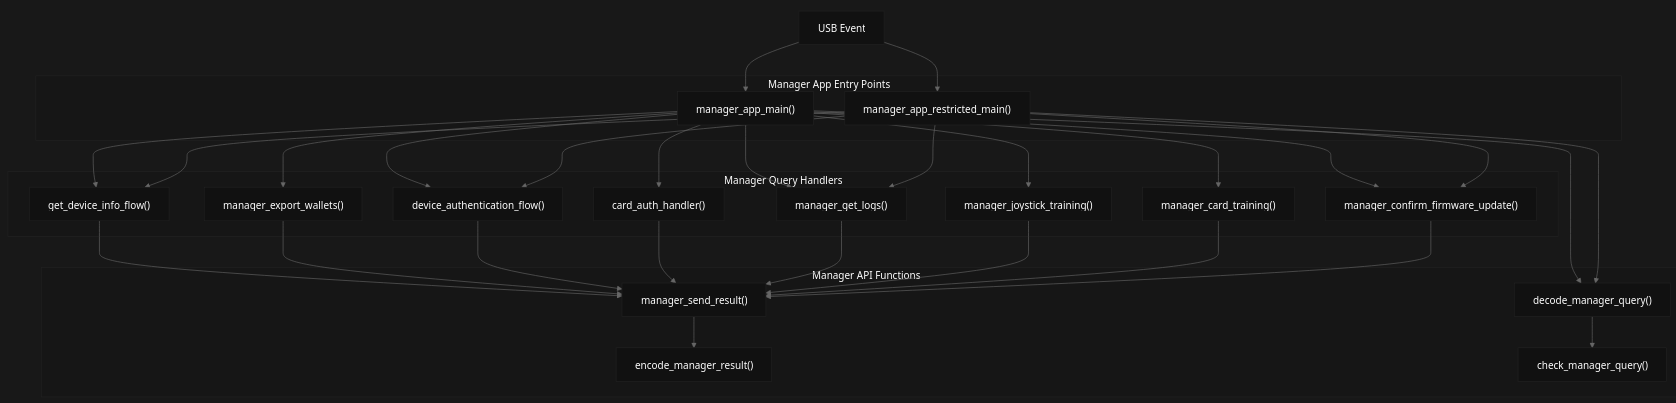 USB Event
Manager App Entry Points
manager_app_main()
manager_app_restricted_main()
Manager Query Handlers
get_device_info_flow()
manager_export_wallets()
device_authentication_flow()
card_auth_handler()
manager_get_logs()
manager_joystick_training()
manager_card_training()
manager_confirm_firmware_update()
Manager API Functions
manager_send_result()
decode_manager_query()
encode_manager_result()
check_manager_query()